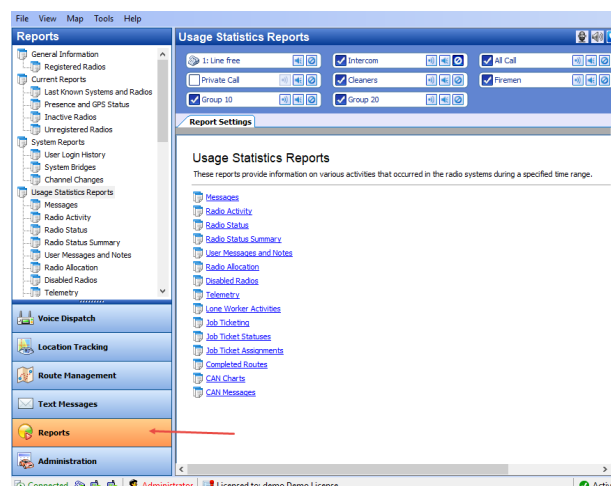 File View Map Tools Help
Reports
General Information
Registered Radios
Current Reports
Last Known Systems and Radios
Presence and GPS Status
Inactive Radios
Unregistered Radios
System Reports
User Login History
System Bridges
Channel Changes
Usage Statistics Reports
Messages
Radio Activity
Radio Status
Radio Status Summary
User Messages and Notes
Radio Allocation
Disabled Radios
Telemetry
Voice Dispatch
Location Tracking
Route Management
Text Messages
Reports
Administration
Usage Statistics Reports
1: Line free
Intercom
All Call
Private Call
Cleaners
Firemen
Group 10
Group 20
Report Settings
Usage Statistics Reports
These reports provide information on various activities that occurred in the radio systems during a specified time range.
Messages
Radio Activity
Radio Status
Radio Status Summary
User Messages and Notes
Radio Allocation
Disabled Radios
Telemetry
Lone Worker Activities
Job Ticketing
Job Ticket Statuses
Job Ticket Assignments
Completed Routes
CAN Charts
CAN Messages
Connected Administrator Licensed to: demo Demo License Activ